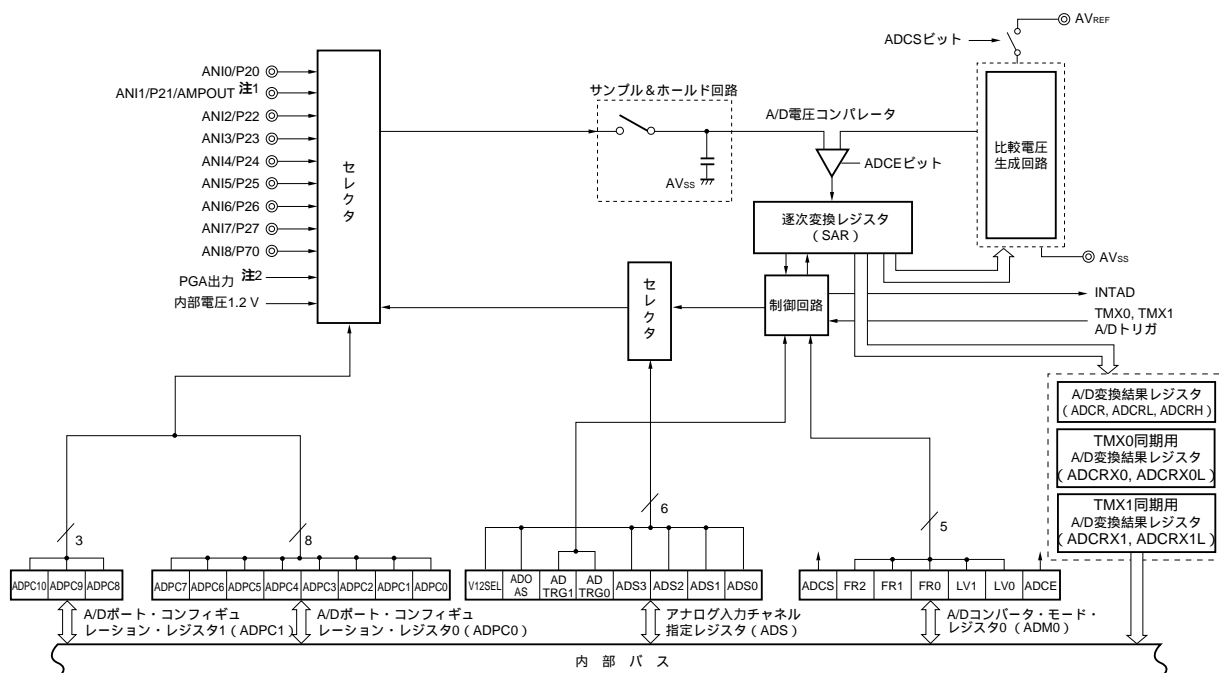 AVREF
ADCSビット
ANI0/P20
ANI1/P21/AMPOUT 注1
ANI2/P22
ANI3/P23
ANI4/P24
ANI5/P25
ANI6/P26
ANI7/P27
ANI8/P70
PGA出力 注2
内部電圧1.2 V
セレクタ
サンプル＆ホールド回路
AVSS
A/D電圧コンパレータ
ADCEビット
比較電圧
生成回路
AVSS
逐次変換レジスタ
（SAR）
セレクタ
制御回路
INTAD
TMX0, TMX1
A/Dトリガ
A/D変換結果レジスタ
（ADCR, ADCRL, ADCRH）
TMX0同期用
A/D変換結果レジスタ
（ADCRX0, ADCRX0L）
TMX1同期用
A/D変換結果レジスタ
（ADCRX1, ADCRX1L）
3
8
6
5
ADPC10 ADPC9 ADPC8
ADPC7 ADPC6 ADPC5 ADPC4 ADPC3 ADPC2 ADPC1 ADPC0
V12SEL ADO AD AD ADS3 ADS2 ADS1 ADS0
AS TRG1 TRG0
ADCS FR2 FR1 FR0 LV1 LV0 ADCE
A/Dポート・コンフィギュ
レーション・レジスタ1（ADPC1）
A/Dポート・コンフィギュ
レーション・レジスタ0（ADPC0）
アナログ入力チャネル
指定レジスタ（ADS）
A/Dコンバータ・モード・
レジスタ0（ADM0）
内 部 バ ス